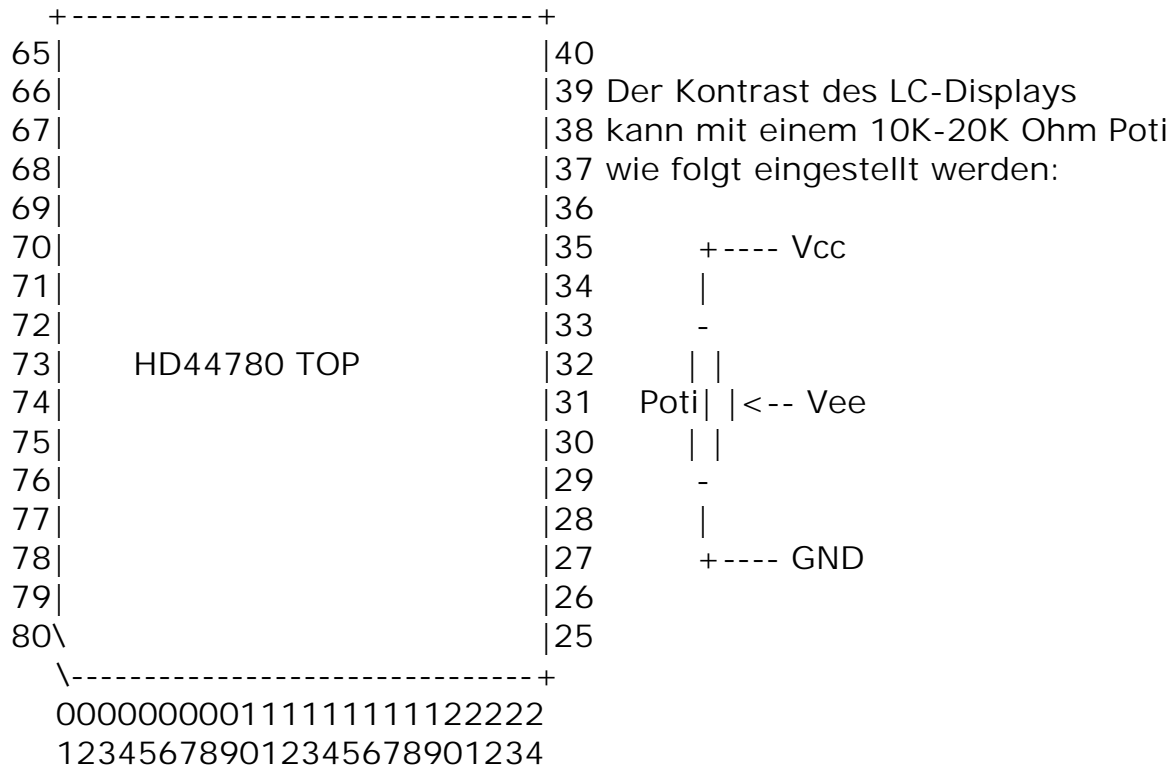 +-------------------------------+
65|                                |40
66|                                |39 Der Kontrast des LC-Displays
67|                                |38 kann mit einem 10K-20K Ohm Poti
68|                                |37 wie folgt eingestellt werden:
69|                                |36
70|                                |35       +---- Vcc
71|                                |34       |
72|                                |33       -
73|     HD44780 TOP                |32      | |
74|                                |31   Poti| |<-- Vee
75|                                |30      | |
76|                                |29       -
77|                                |28       |
78|                                |27       +---- GND
79|                                |26
80\                                |25
\-------------------------------+
000000000111111111122222
123456789012345678901234